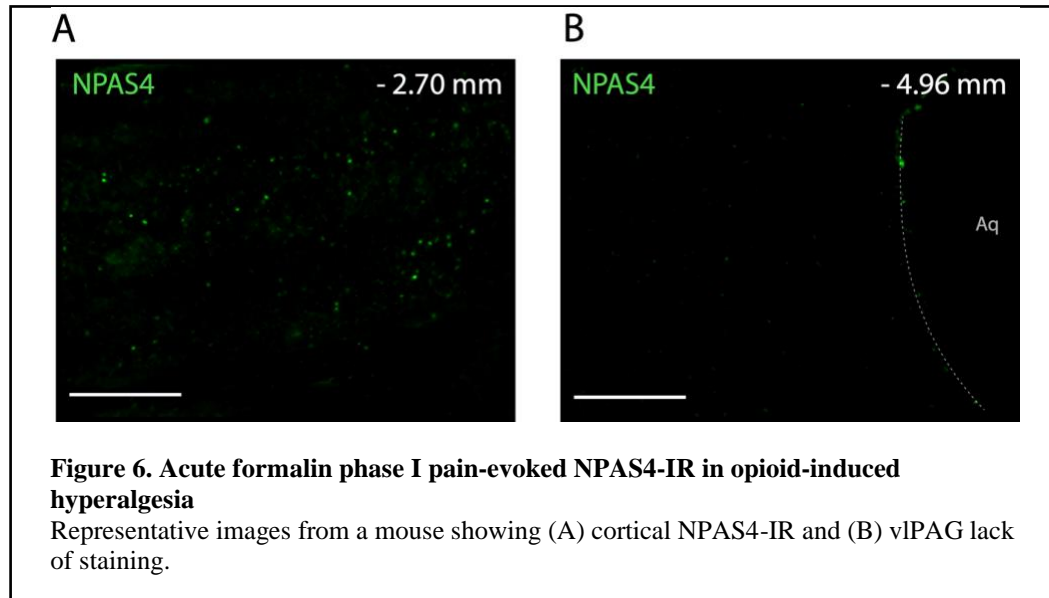 A
B
NPAS4
- 2.70 mm
NPAS4
- 4.96 mm
Aq
Figure 6. Acute formalin phase I pain-evoked NPAS4-IR in opioid-induced
hyperalgesia
Representative images from a mouse showing (A) cortical NPAS4-IR and (B) vlPAG lack
of staining.